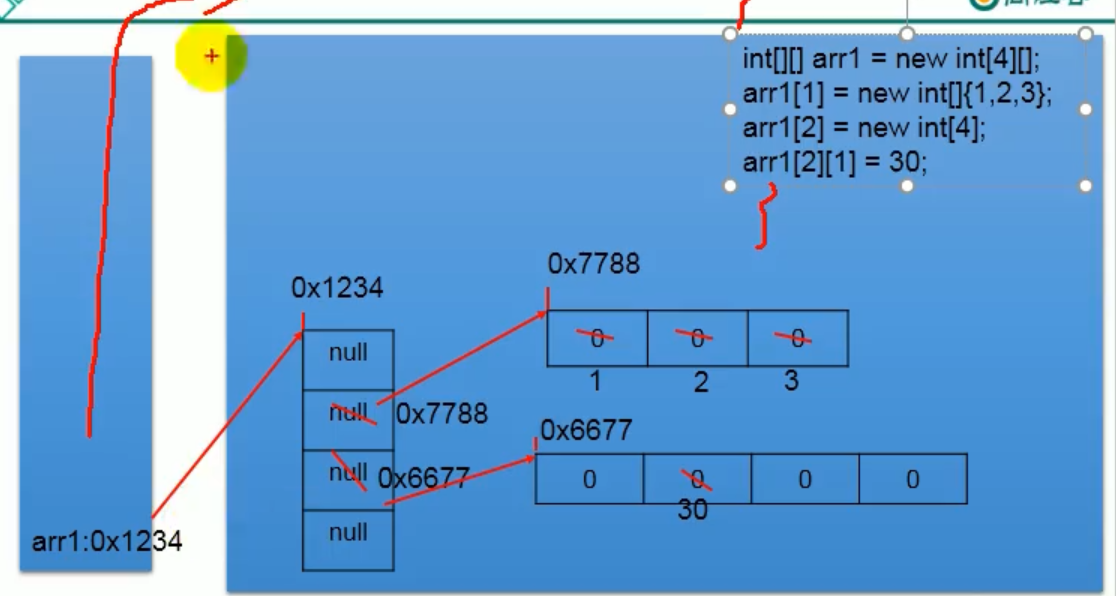 int[][] arr1 = new int[4][];
arr1[1] = new int[]{1,2,3};
arr1[2] = new int[4];
arr1[2][1] = 30;
0x7788
0x1234
null
0 0 0
1 2 3
null 0x7788
0x6677
null 0x6677
0 0 0 0
30
null
arr1:0x1234